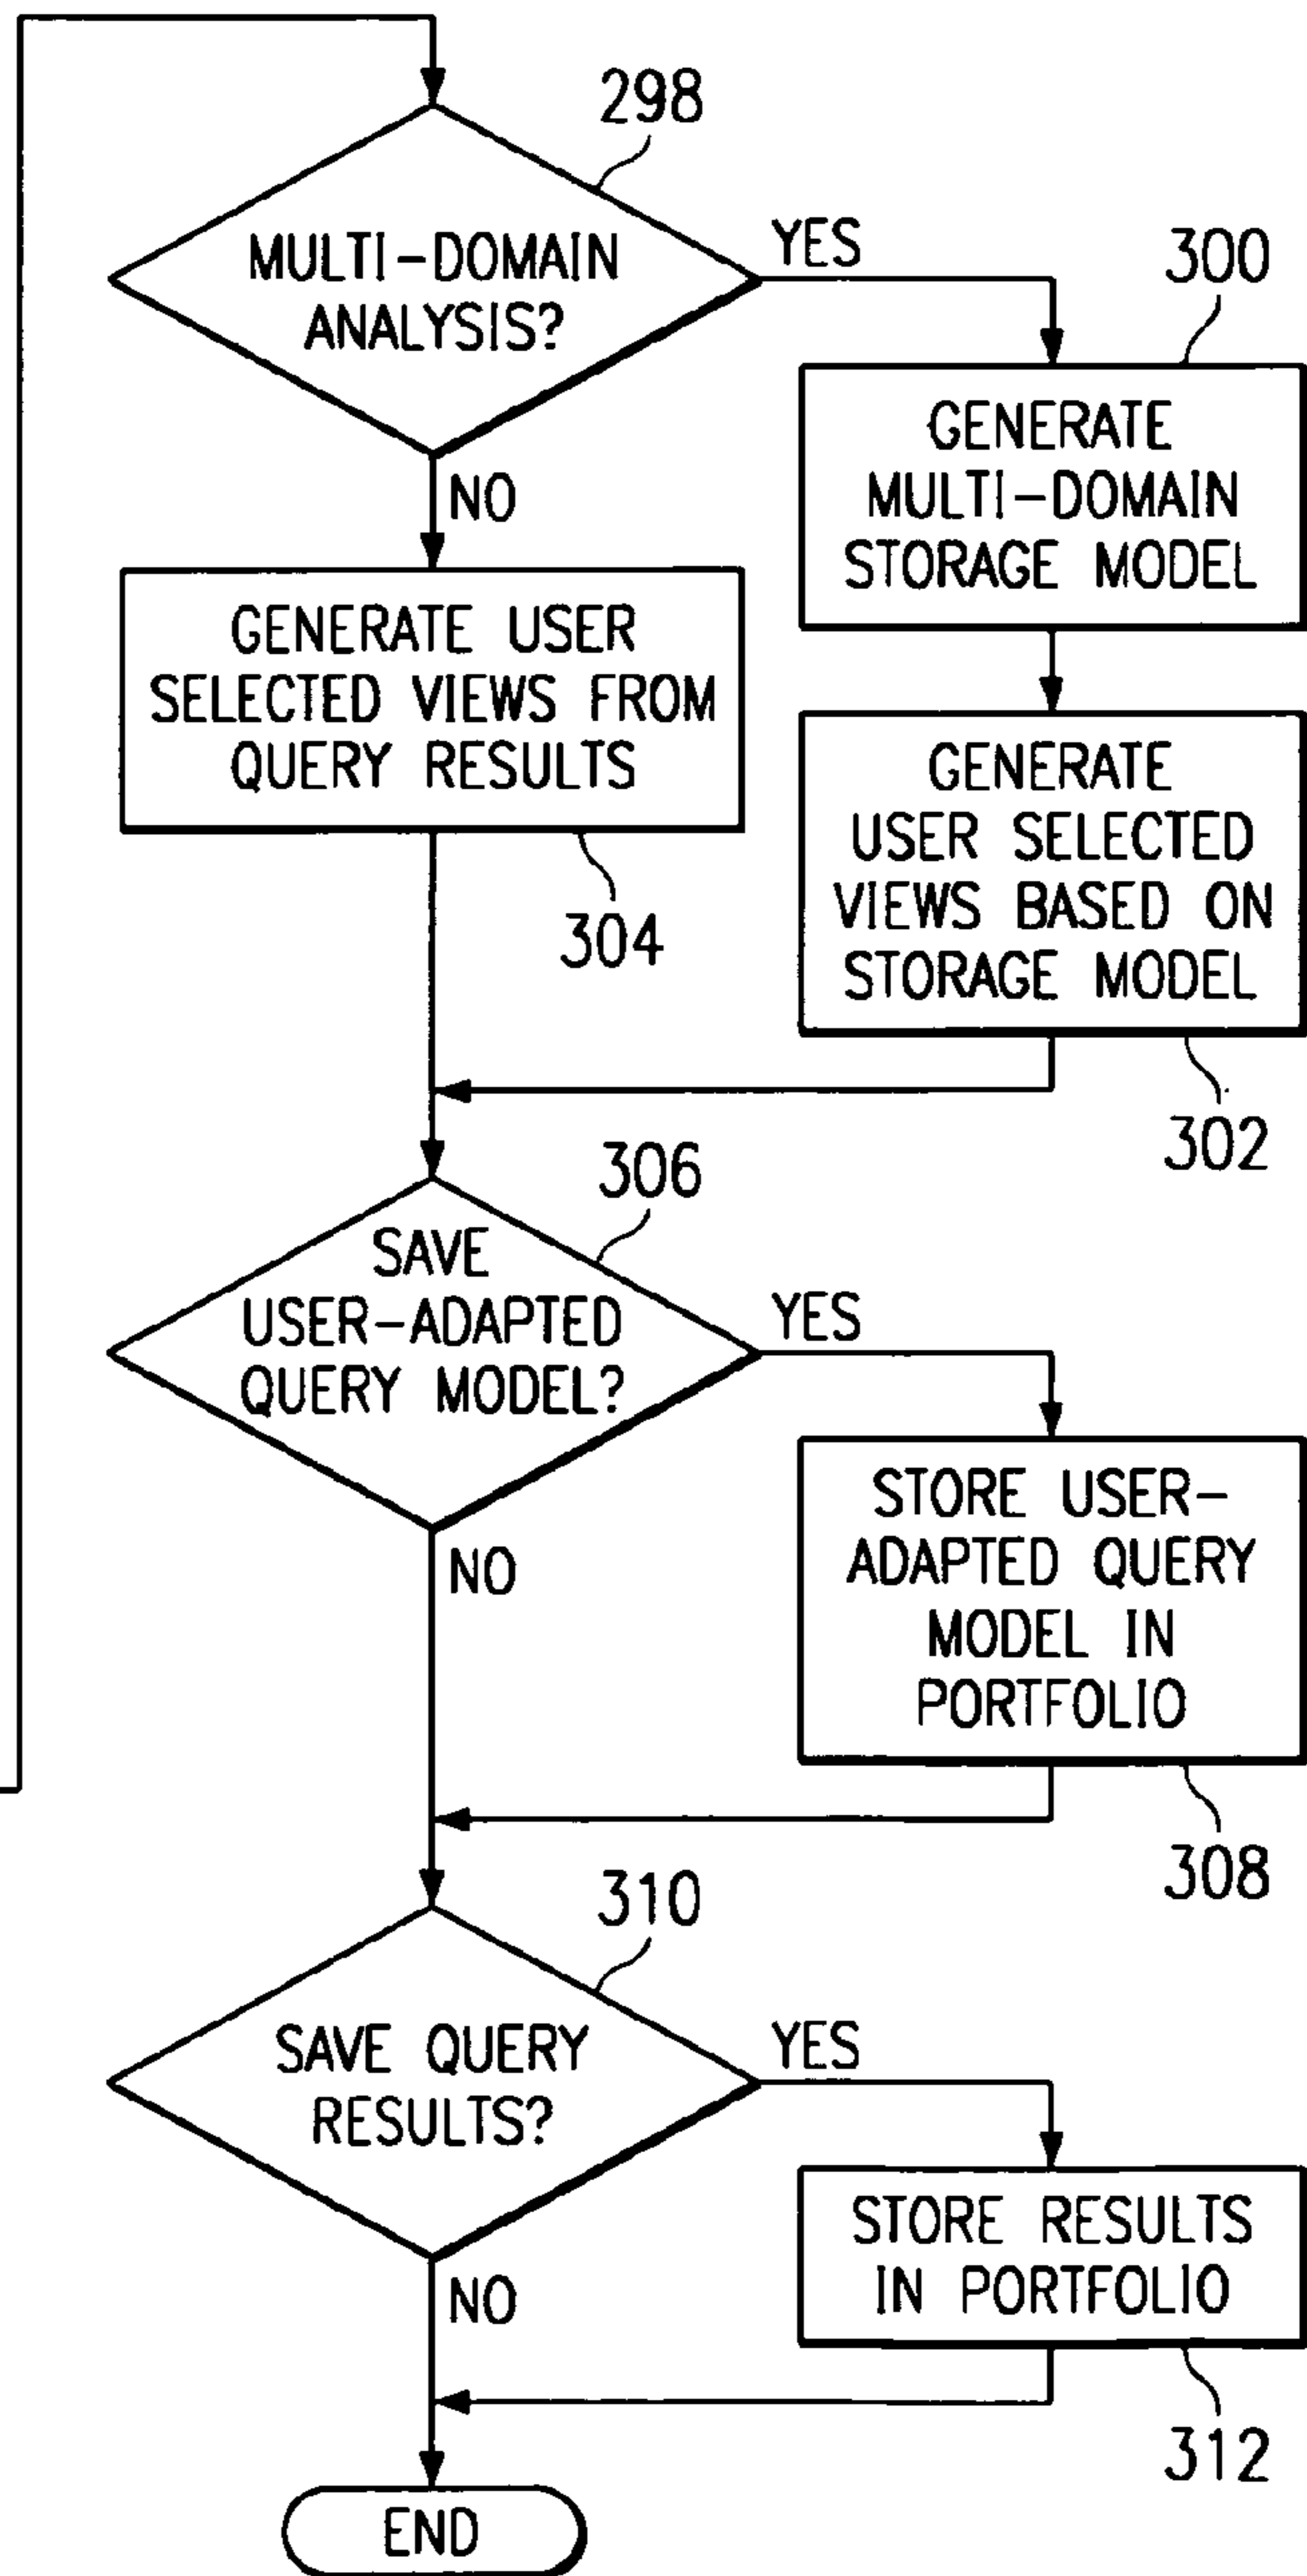 298
MULTI-DOMAIN
ANALYSIS?
YES
NO
300
GENERATE
MULTI-DOMAIN
STORAGE MODEL
GENERATE USER
SELECTED VIEWS FROM
QUERY RESULTS
304
GENERATE
USER SELECTED
VIEWS BASED ON
STORAGE MODEL
302
306
SAVE
USER-ADAPTED
QUERY MODEL?
YES
NO
STORE USER-
ADAPTED QUERY
MODEL IN
PORTFOLIO
308
310
SAVE QUERY
RESULTS?
YES
NO
STORE RESULTS
IN PORTFOLIO
312
END